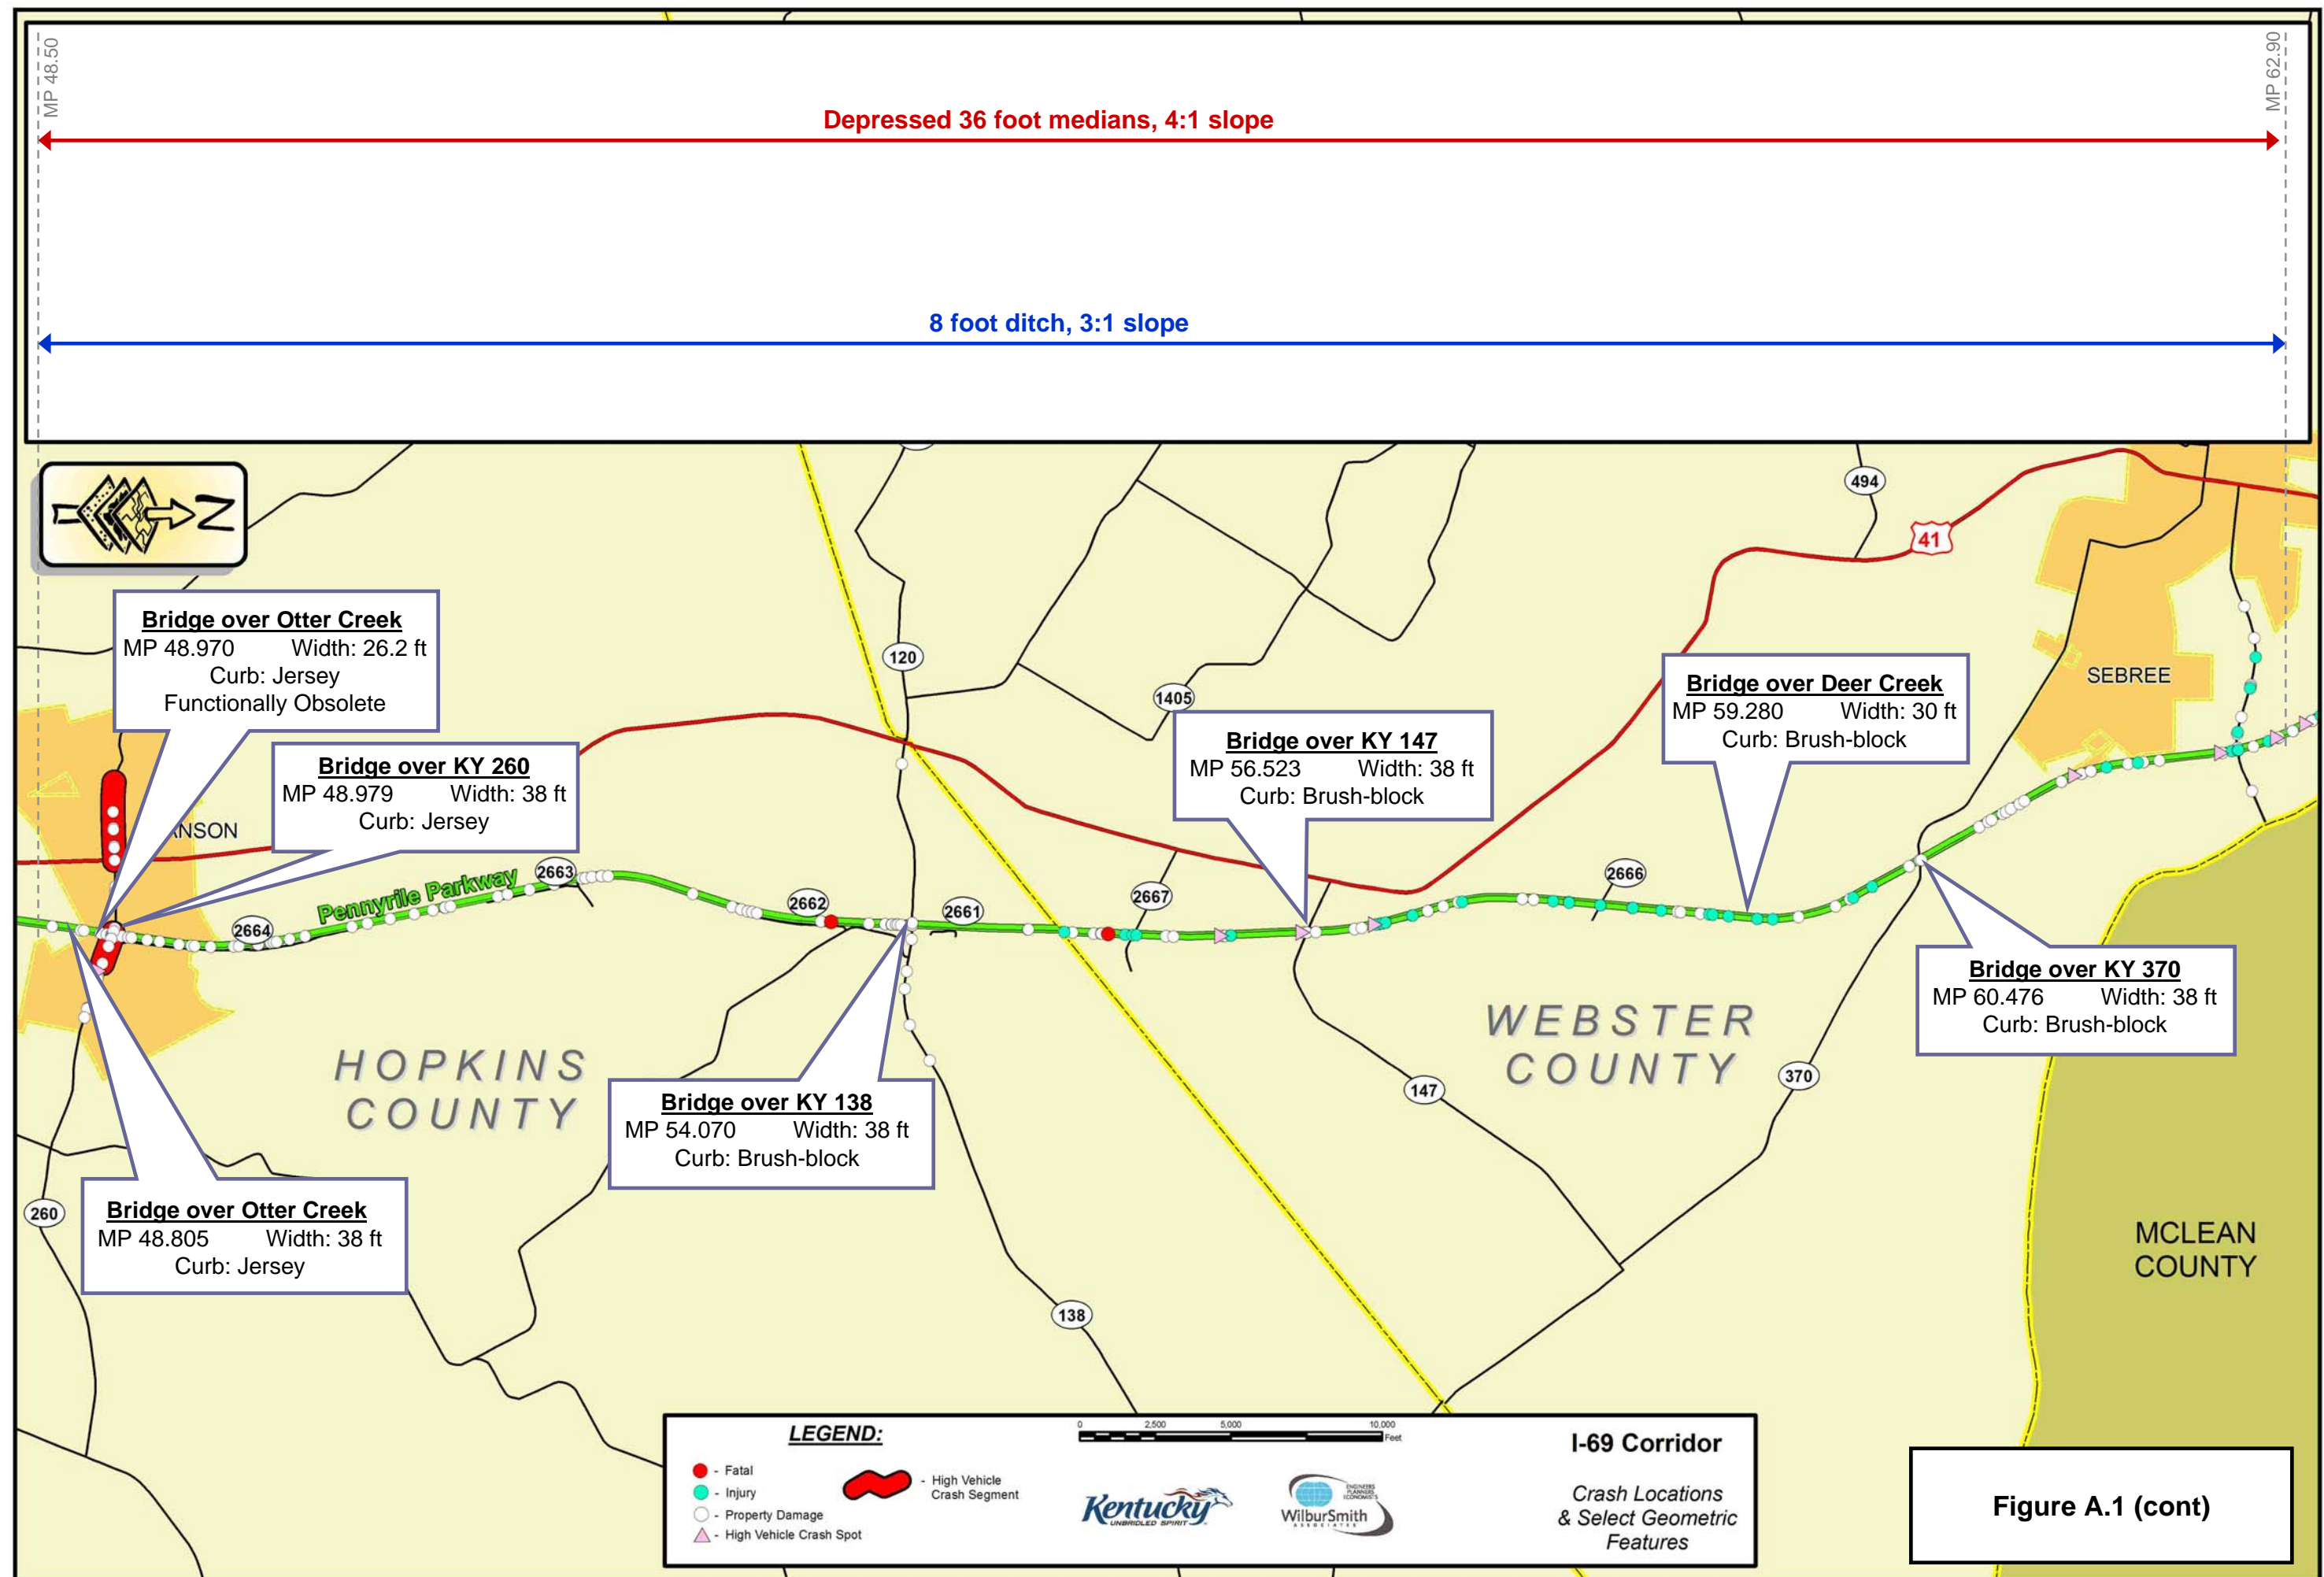 MP 48.50
MP 62.90
Depressed 36 foot medians, 4:1 slope
8 foot ditch, 3:1 slope
N
494
41
Bridge over Otter Creek
MP 48.970 Width: 26.2 ft
Curb: Jersey
Functionally Obsolete
120
1405
SEBREE
Bridge over Deer Creek
MP 59.280 Width: 30 ft
Curb: Brush-block
Bridge over KY 147
MP 56.523 Width: 38 ft
Curb: Brush-block
Bridge over KY 260
MP 48.979 Width: 38 ft
Curb: Jersey
ANSON
Pennyrile Parkway
2663
2662
2661
2667
2666
2664
Bridge over KY 370
MP 60.476 Width: 38 ft
Curb: Brush-block
HOPKINS
COUNTY
WEBSTER
COUNTY
370
147
Bridge over KY 138
MP 54.070 Width: 38 ft
Curb: Brush-block
260
Bridge over Otter Creek
MP 48.805 Width: 38 ft
Curb: Jersey
MCLEAN
COUNTY
138
LEGEND:
- Fatal
- Injury
- Property Damage
- High Vehicle Crash Spot
- High Vehicle
Crash Segment
0 2,500 5,000 10,000
Feet
Kentucky
UNBRIDLED SPIRIT
ENGINEERS
PLANNERS
ECONOMISTS
WilburSmith
ASSOCIATES
I-69 Corridor
Crash Locations
& Select Geometric
Features
Figure A.1 (cont)